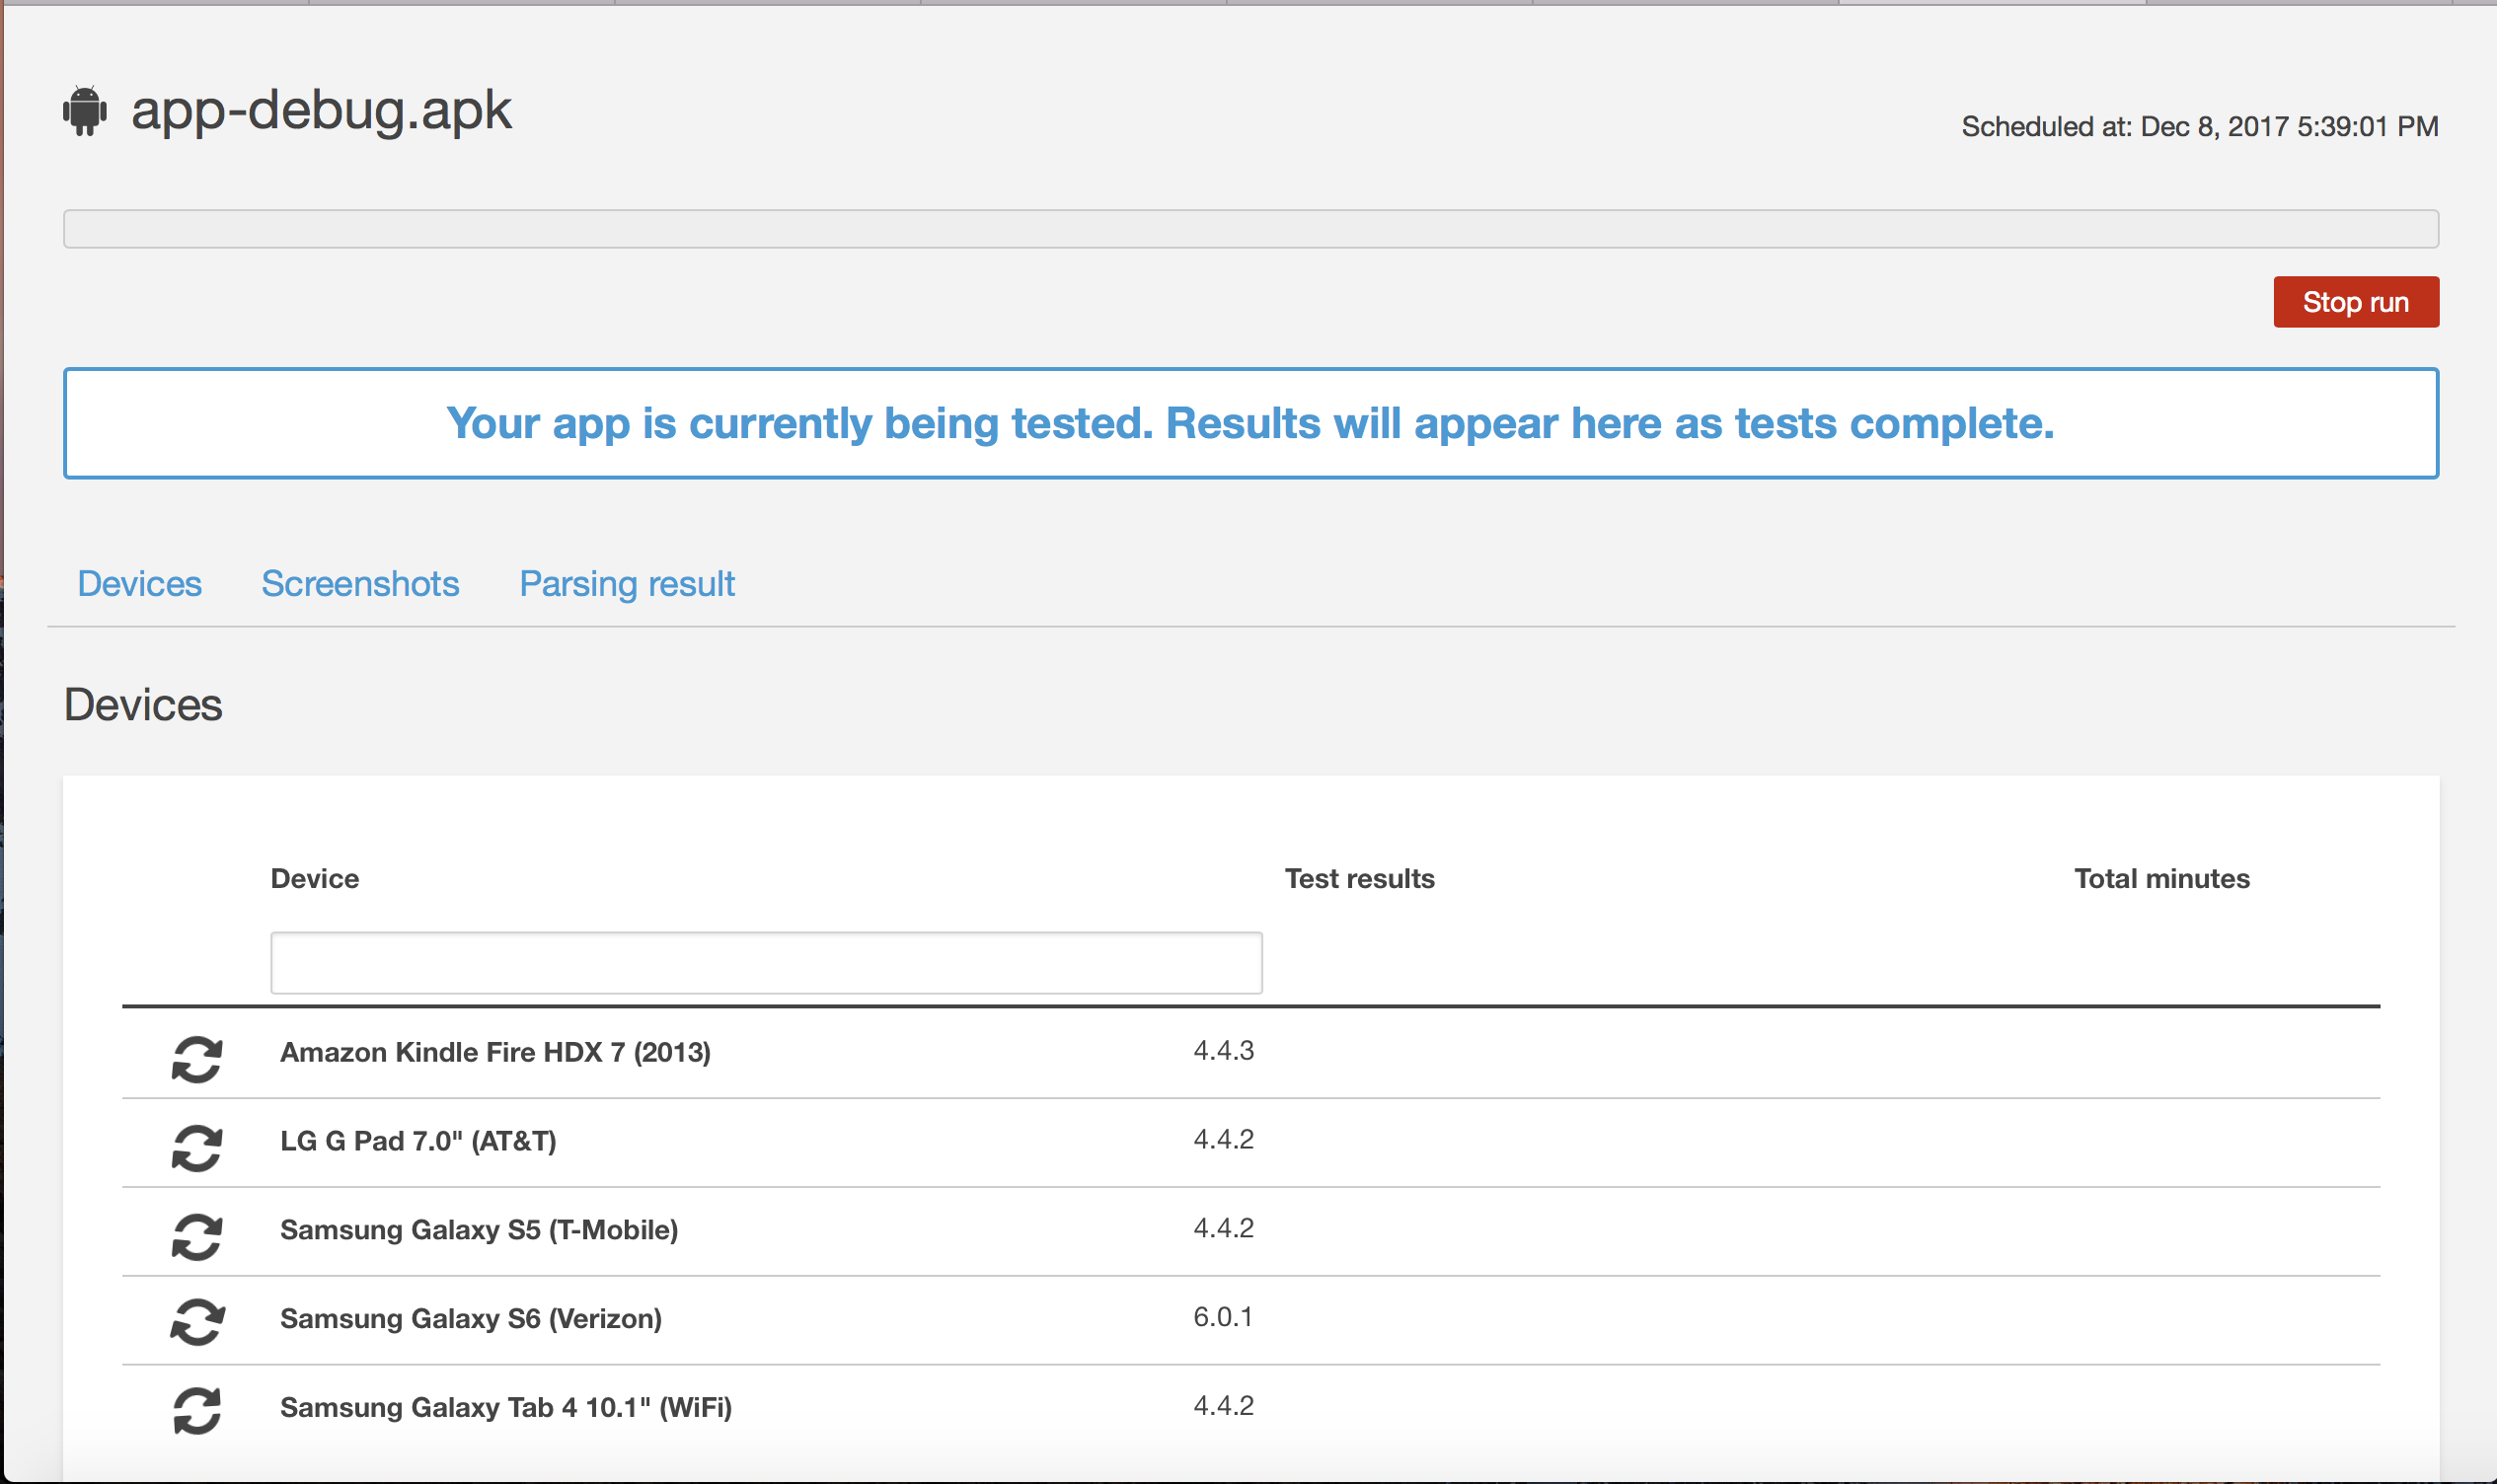 app-debug.apk
Scheduled at: Dec 8, 2017 5:39:01 PM
Stop run
Your app is currently being tested. Results will appear here as tests complete.
Devices Screenshots Parsing result
Devices
Device Test results Total minutes
Amazon Kindle Fire HDX 7 (2013) 4.4.3
LG G Pad 7.0" (AT&T) 4.4.2
Samsung Galaxy S5 (T-Mobile) 4.4.2
Samsung Galaxy S6 (Verizon) 6.0.1
Samsung Galaxy Tab 4 10.1" (WiFi) 4.4.2